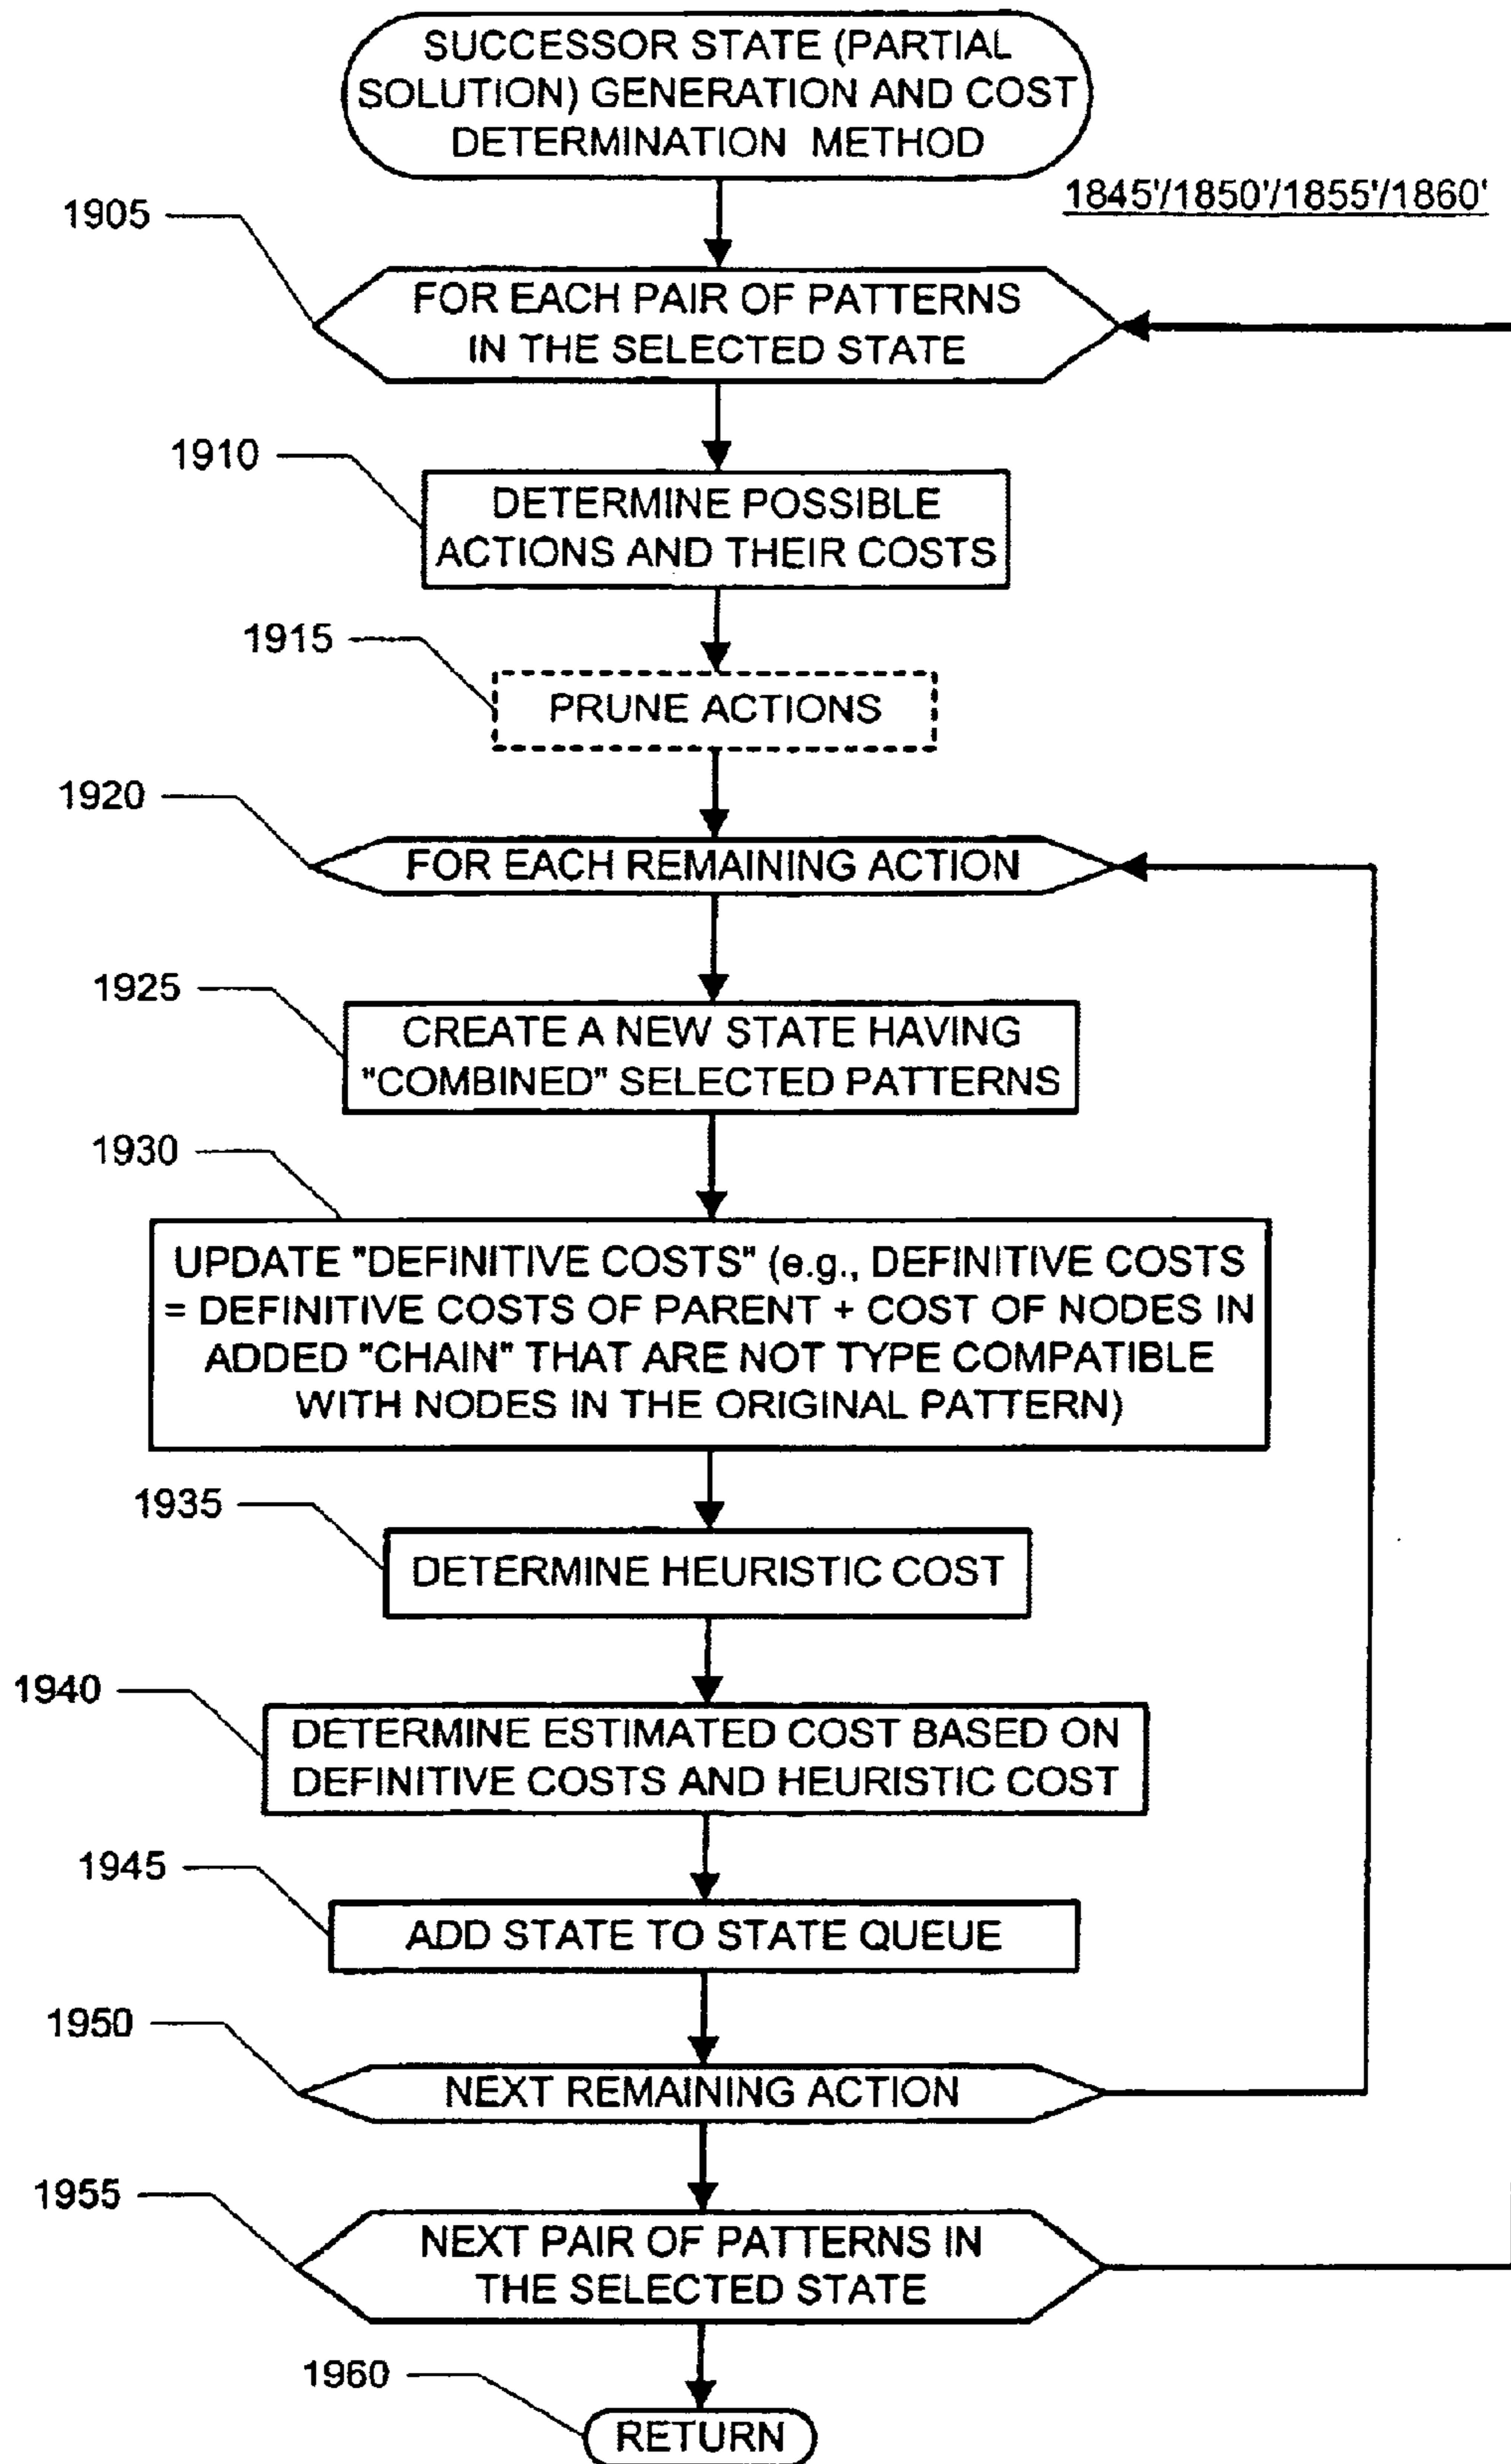 SUCCESSOR STATE (PARTIAL
SOLUTION) GENERATION AND COST
DETERMINATION METHOD
1845'/1850'/1855'/1860'
1905
FOR EACH PAIR OF PATTERNS
IN THE SELECTED STATE
1910
DETERMINE POSSIBLE
ACTIONS AND THEIR COSTS
1915
PRUNE ACTIONS
1920
FOR EACH REMAINING ACTION
1925
CREATE A NEW STATE HAVING
"COMBINED" SELECTED PATTERNS
1930
UPDATE "DEFINITIVE COSTS" (e.g., DEFINITIVE COSTS
= DEFINITIVE COSTS OF PARENT + COST OF NODES IN
ADDED "CHAIN" THAT ARE NOT TYPE COMPATIBLE
WITH NODES IN THE ORIGINAL PATTERN)
1935
DETERMINE HEURISTIC COST
1940
DETERMINE ESTIMATED COST BASED ON
DEFINITIVE COSTS AND HEURISTIC COST
1945
ADD STATE TO STATE QUEUE
1950
NEXT REMAINING ACTION
1955
NEXT PAIR OF PATTERNS IN
THE SELECTED STATE
1960
RETURN